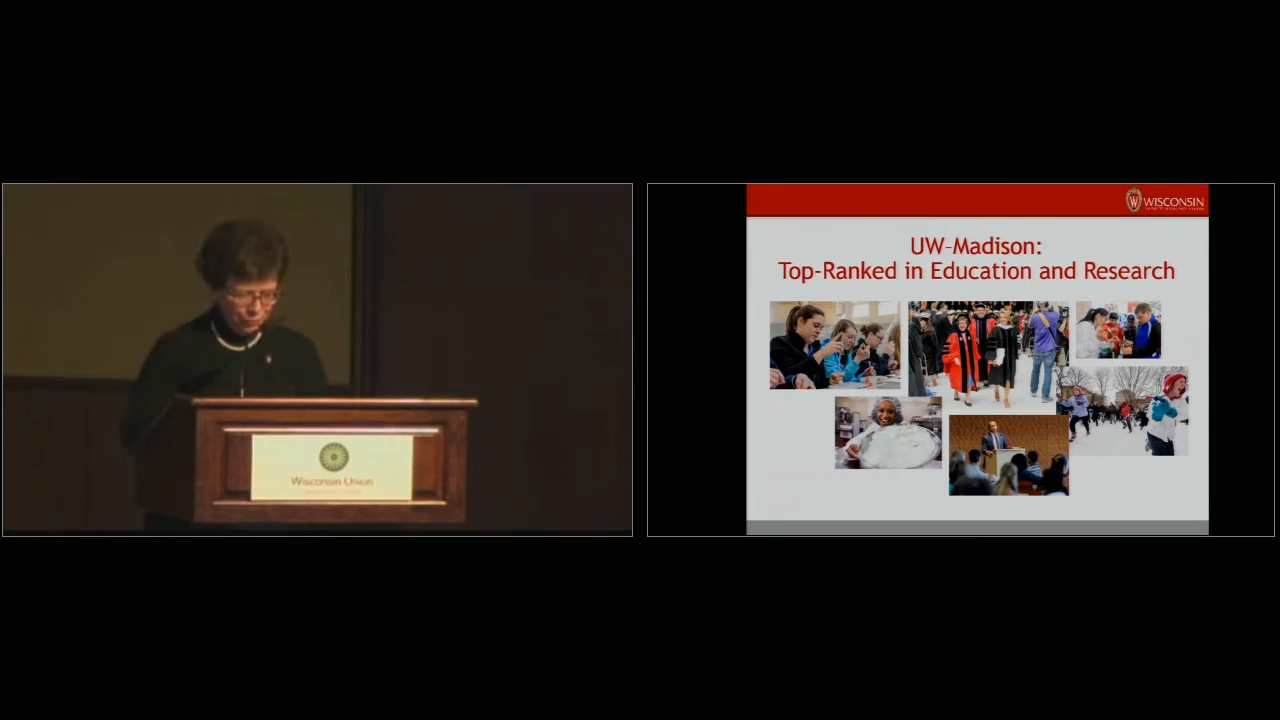 Wisconsin Union
WISCONSIN
UW-Madison:
Top-Ranked in Education and Research